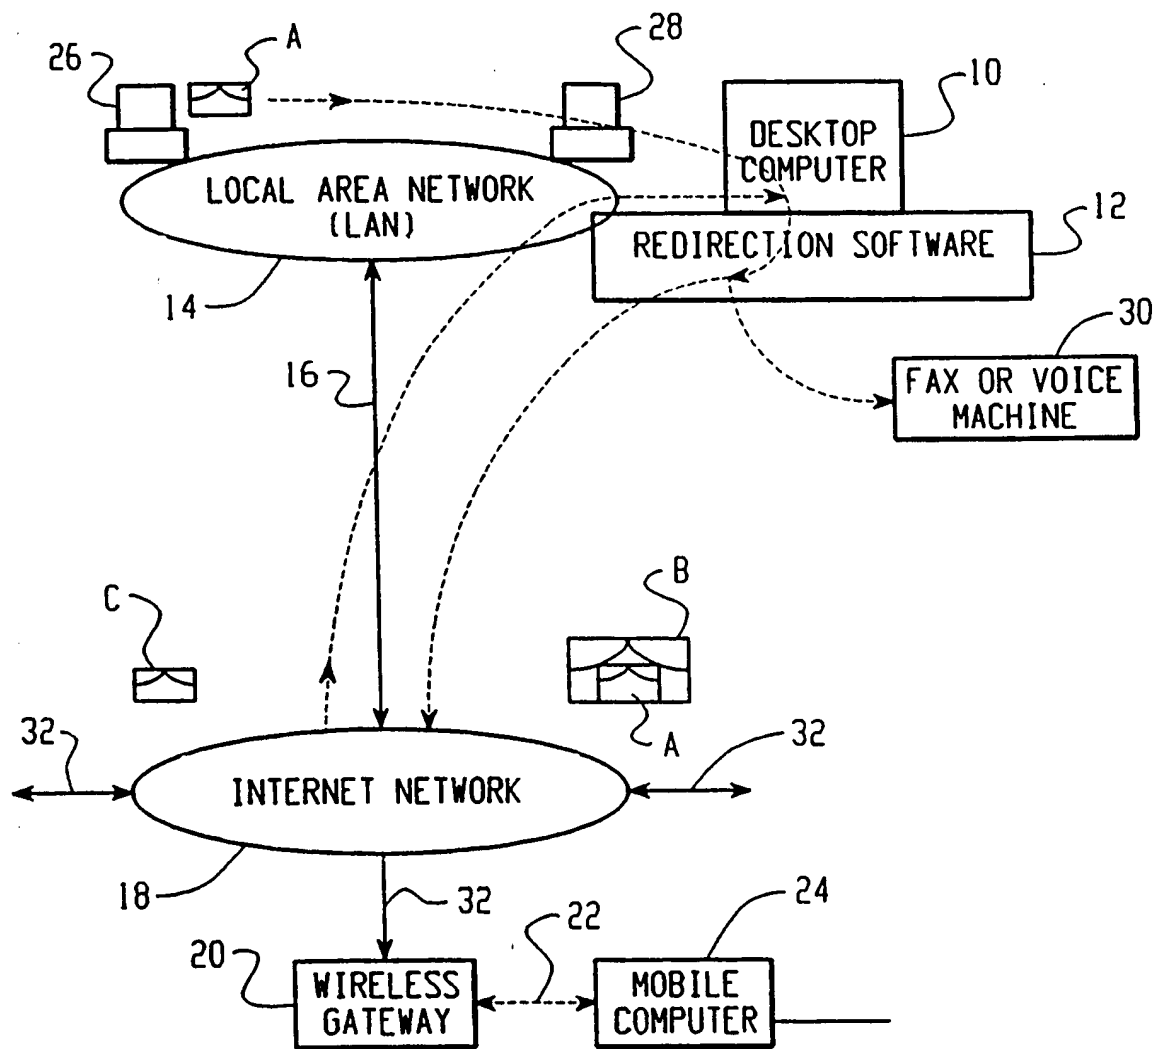 A
26
28
10
DESKTOP
COMPUTER
LOCAL AREA NETWORK
(LAN)
12
REDIRECTION SOFTWARE
14
30
16
FAX OR VOICE
MACHINE
B
C
A
32
32
INTERNET NETWORK
18
32
24
22
20
WIRELESS
GATEWAY
MOBILE
COMPUTER